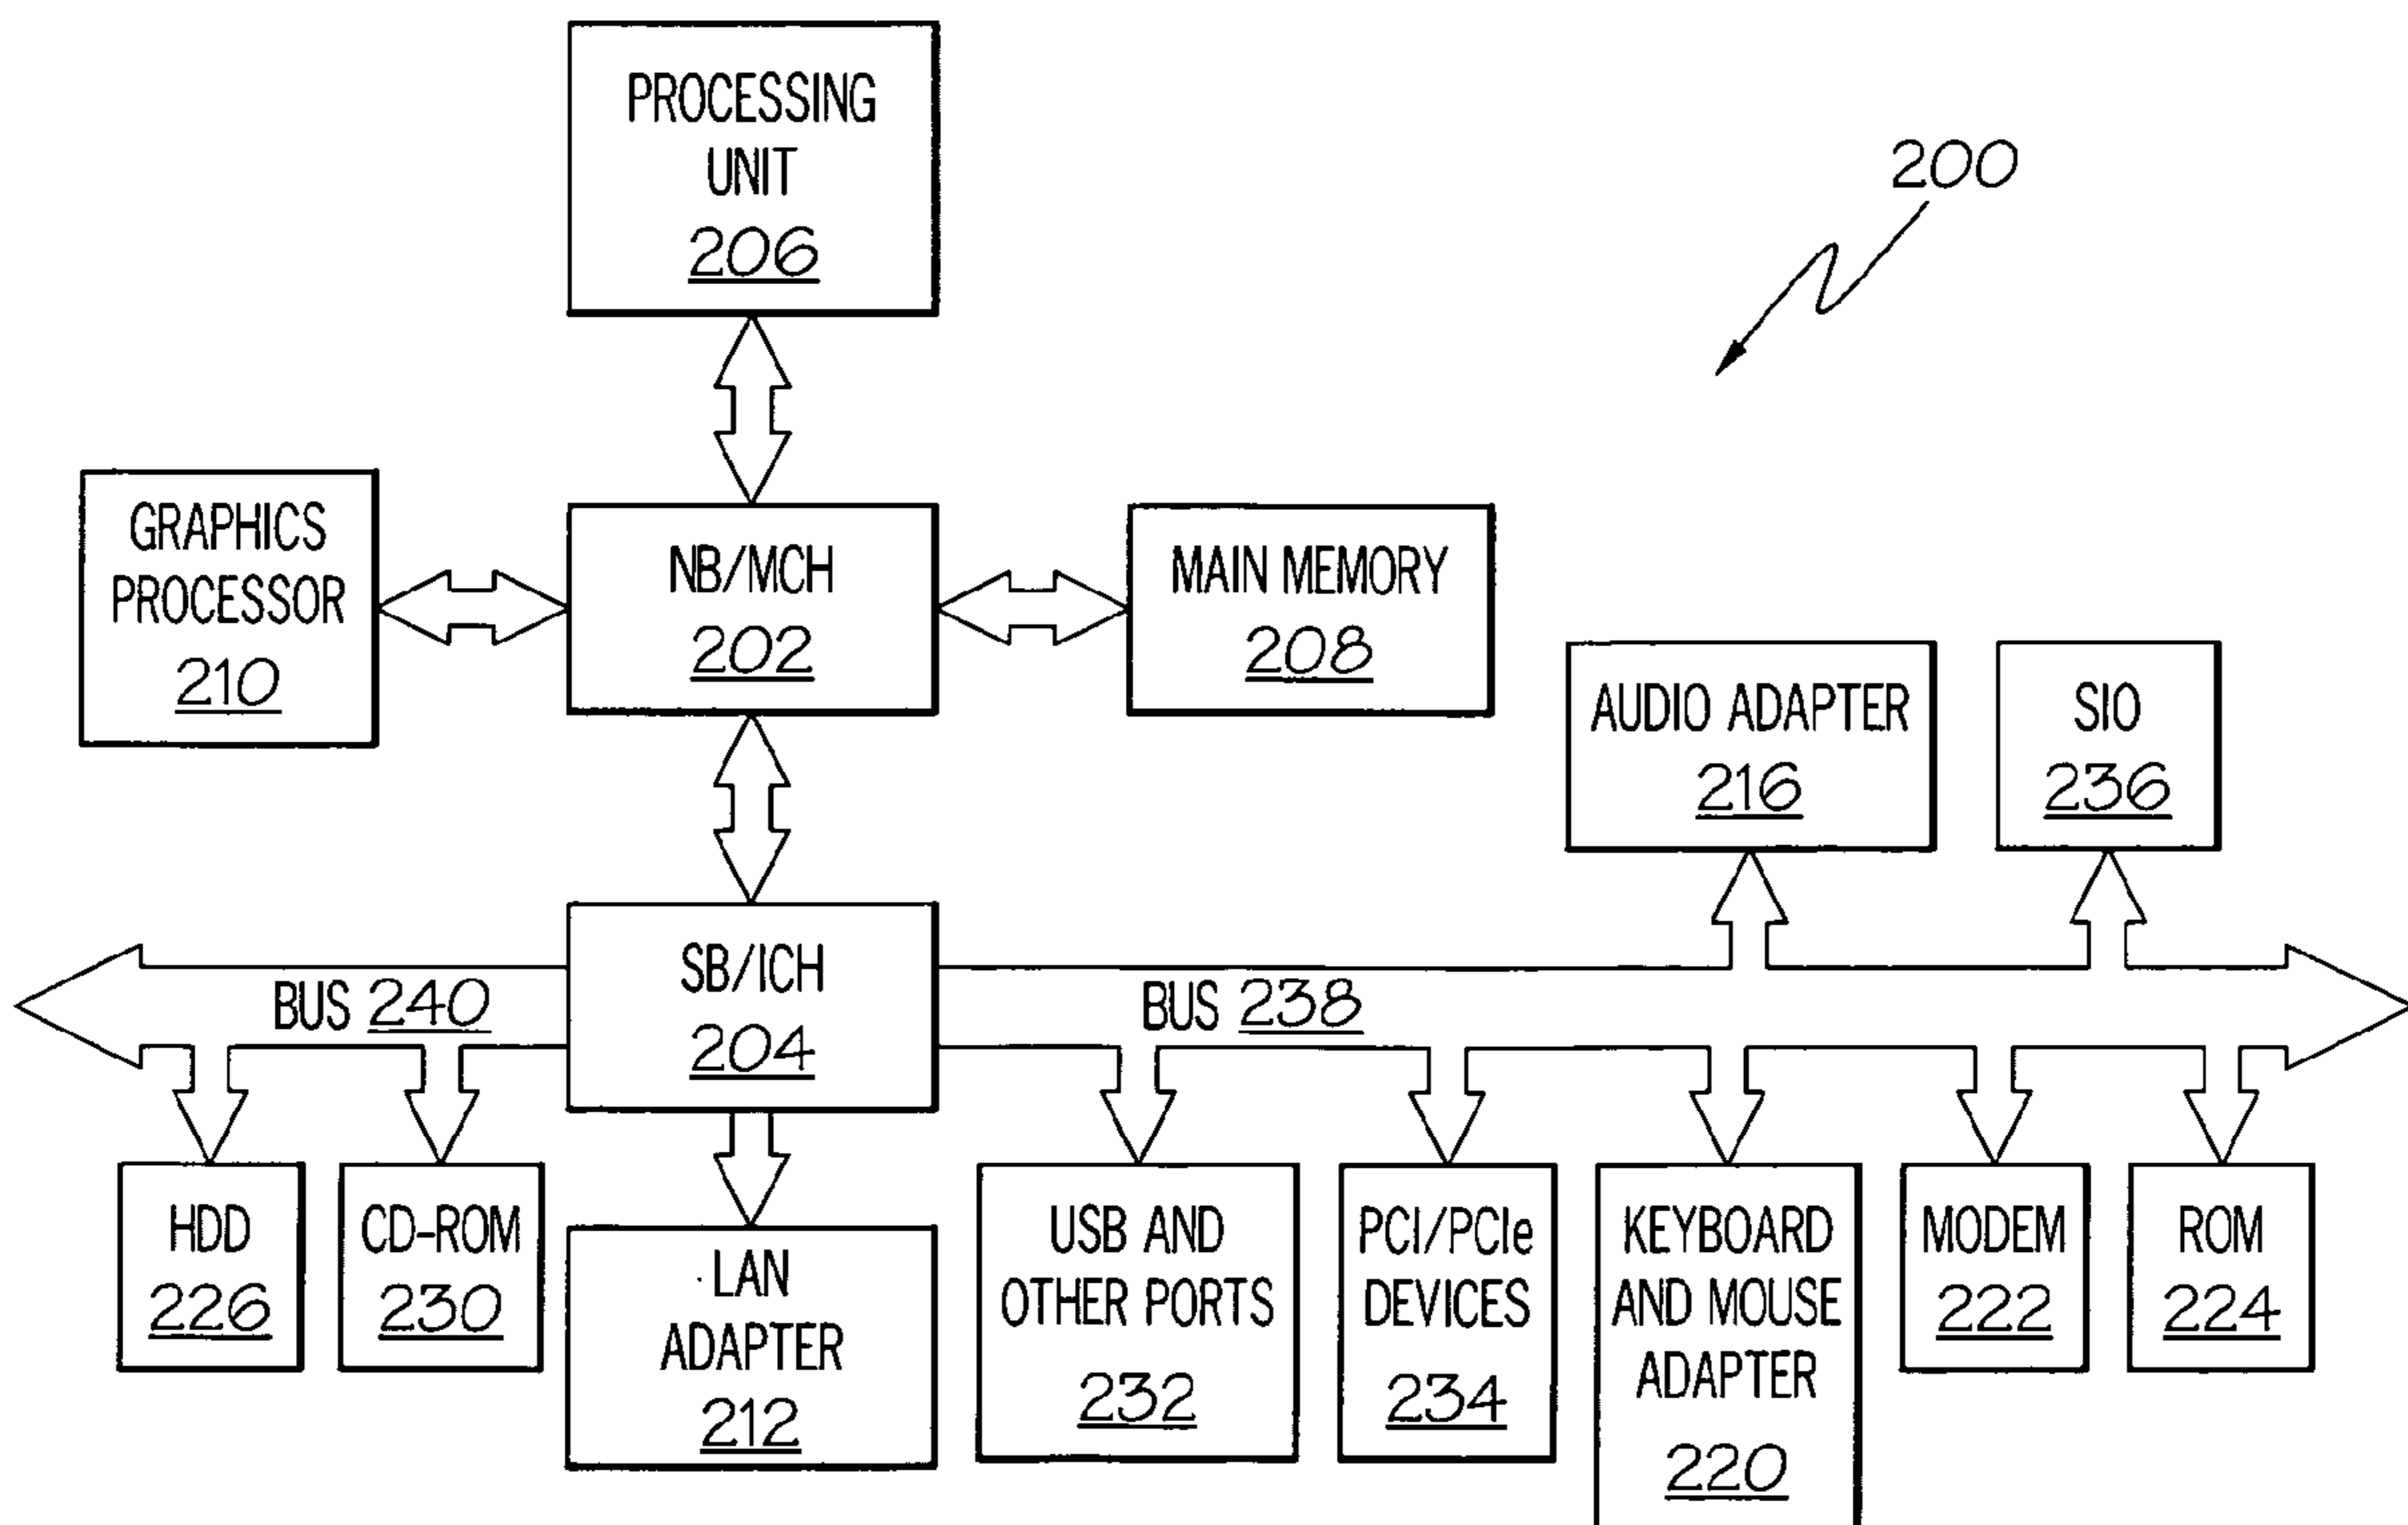 PROCESSING
UNIT
206
200
GRAPHICS
PROCESSOR
210
NB/MCH
202
MAIN MEMORY
208
AUDIO ADAPTER
216
SIO
236
BUS 240
SB/ICH
204
BUS 238
HDD
226
CD-ROM
230
LAN
ADAPTER
212
USB AND
OTHER PORTS
232
PCI/PCIe
DEVICES
234
KEYBOARD
AND MOUSE
ADAPTER
220
MODEM
222
ROM
224